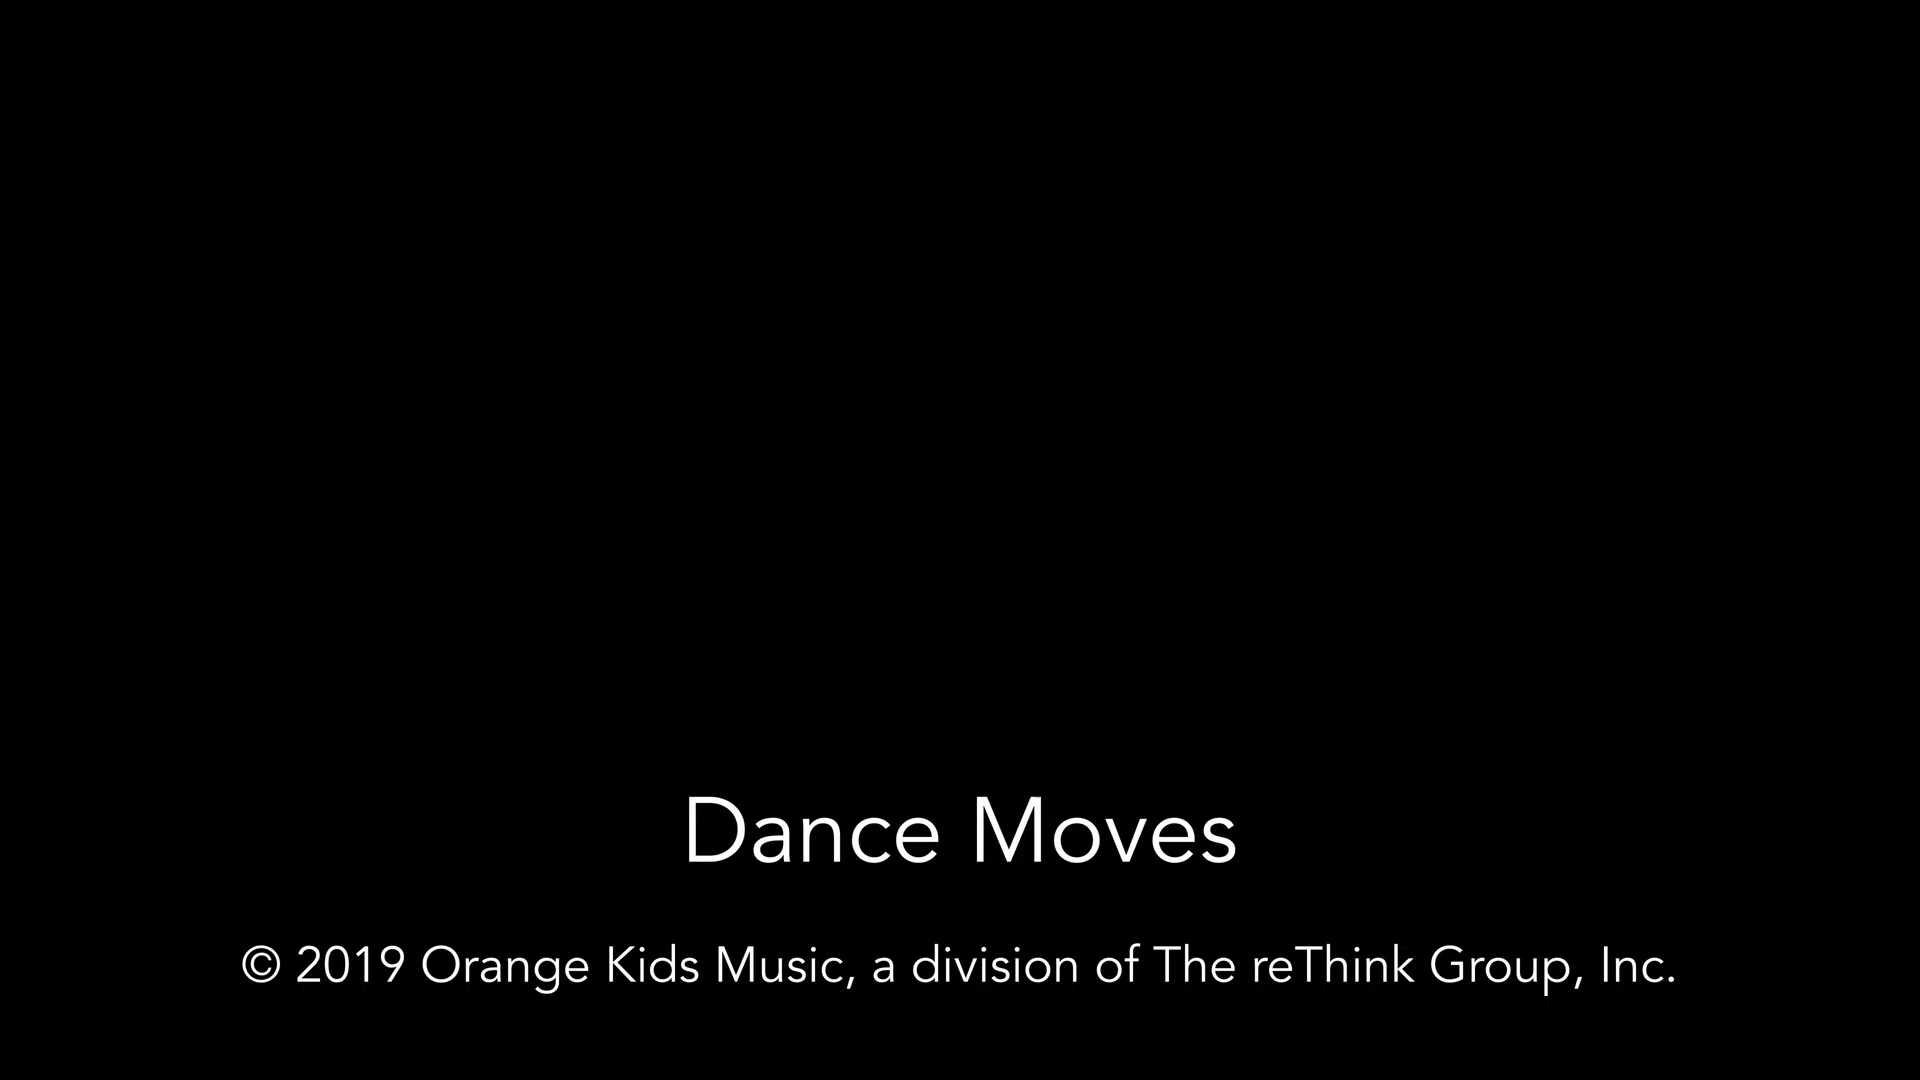 Dance Moves
© 2019 Orange Kids Music, a division of The reThink Group, Inc.